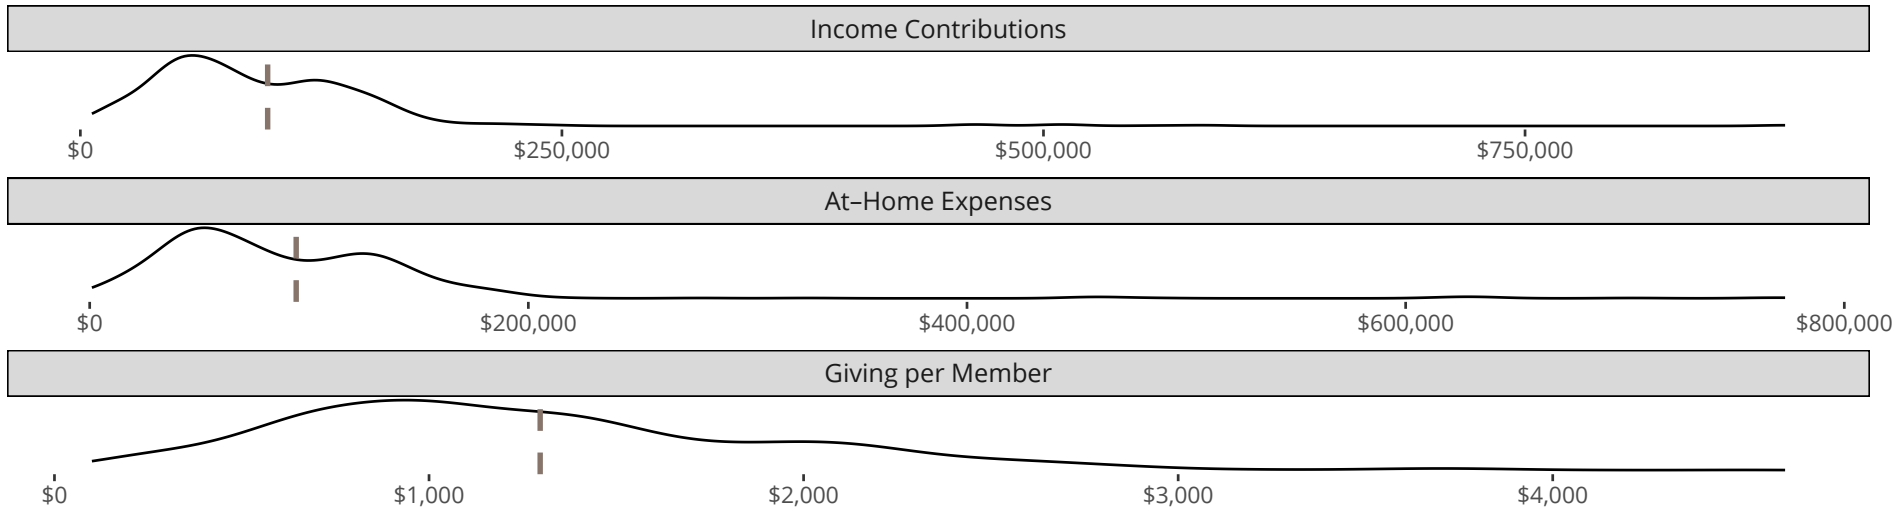 Income Contributions
$0 $250,000 $500,000 $750,000
At–Home Expenses
$0 $200,000 $400,000 $600,000 $800,000
Giving per Member
$0 $1,000 $2,000 $3,000 $4,000